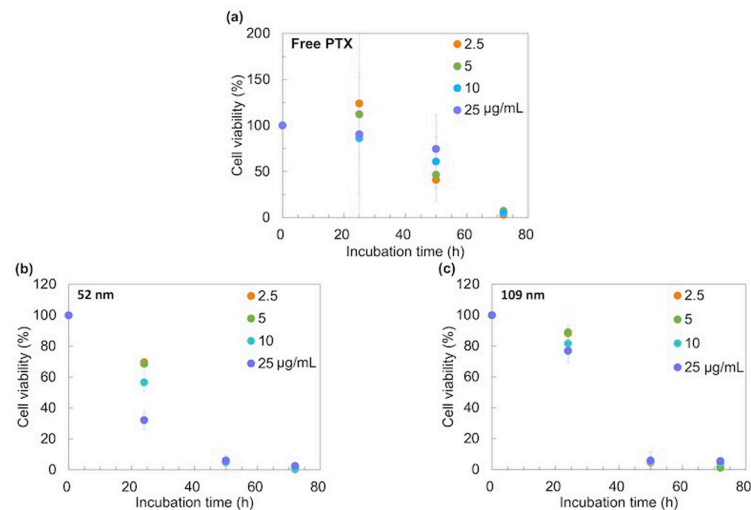 (a)
Free PTX
2.5
5
10
25 µg/mL
Cell viability (%)
200
150
100
50
0
0 20 40 60 80
Incubation time (h)
(b)
52 nm
2.5
5
10
25 µg/mL
Cell viability (%)
120
100
80
60
40
20
0
0 20 40 60 80
Incubation time (h)
(c)
109 nm
2.5
5
10
25 µg/mL
Cell viability (%)
120
100
80
60
40
20
0
0 20 40 60 80
Incubation time (h)